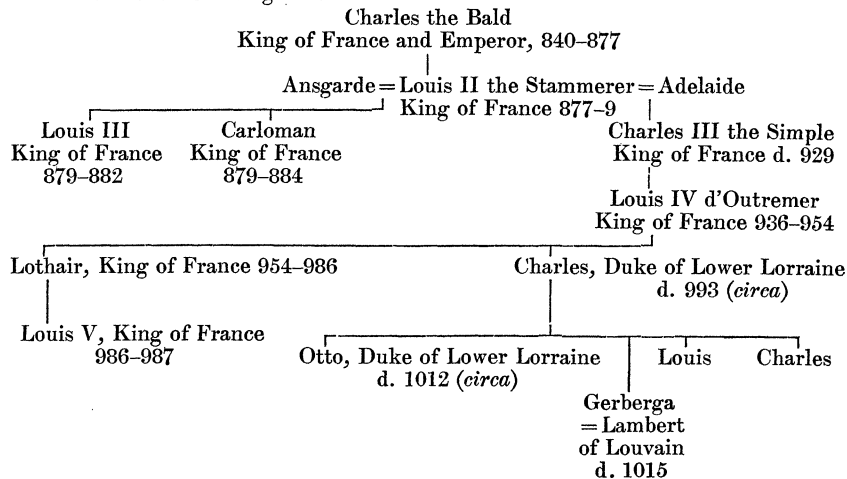 Charles the Bald
King of France and Emperor, 840–877
Ansgarde = Louis II the Stammerer = Adelaide
King of France 877–9
Louis III
King of France
879–882
Carloman
King of France
879–884
Charles III the Simple
King of France d. 929
Louis IV d'Outremer
King of France 936–954
Lothair, King of France 954–986
Charles, Duke of Lower Lorraine
d. 993 (circa)
Louis V, King of France
986–987
Otto, Duke of Lower Lorraine
d. 1012 (circa)
Louis
Charles
Gerberga
= Lambert
of Louvain
d. 1015